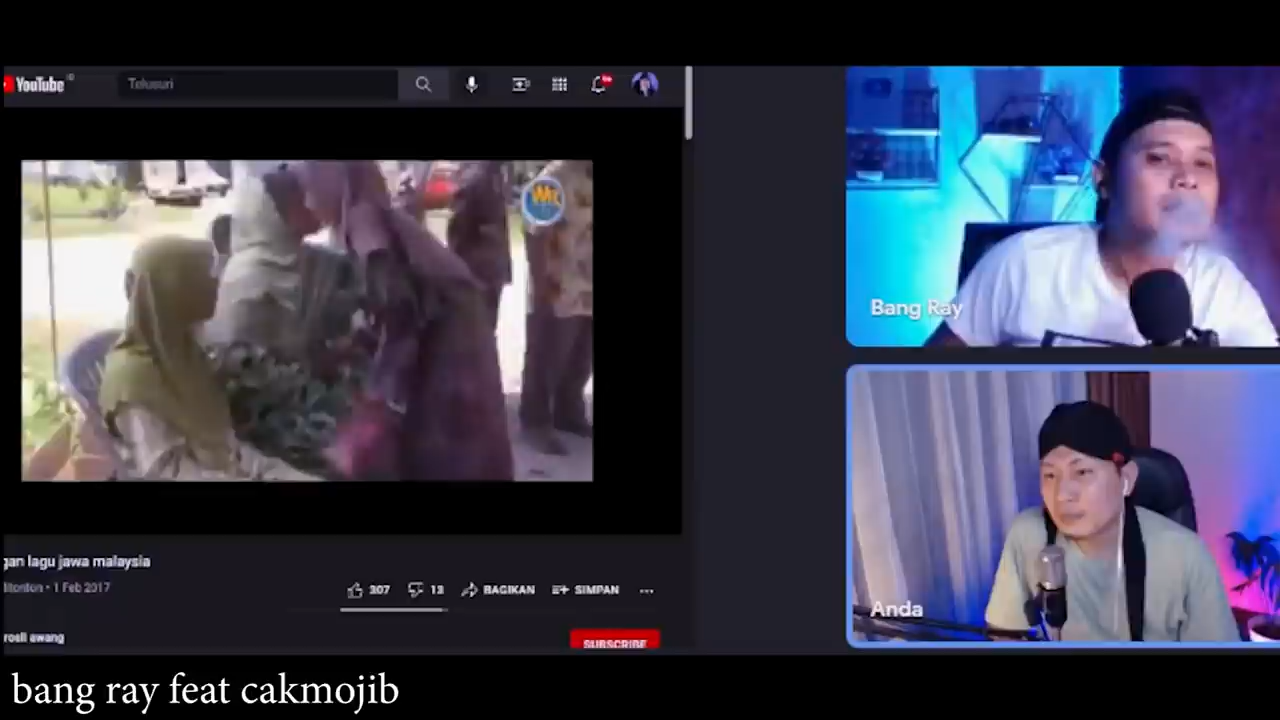 YouTube
Telusuri
Bang Ray
gan lagu jawa malaysia
ditonton • 1 Feb 2017
307
13
BAGIKAN
SIMPAN
rosli awang
SUBSCRIBE
Anda
bang ray feat cakmojib